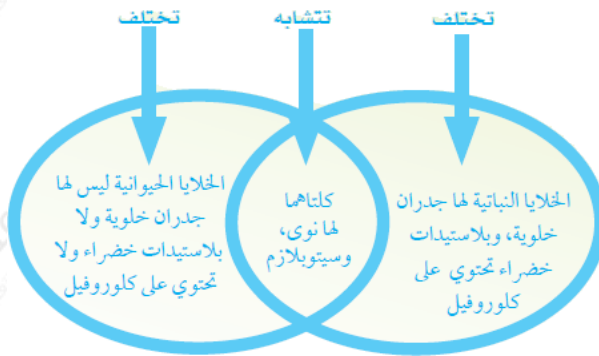 تختلف
تتشابه
تختلف
الخلايا النباتية لها جدران
خلوية، وبلاستيدات
خضراء تحتوي على
كلوروفيل
كلتاهما
لها نوى،
وسيتوبلازم
الخلايا الحيوانية ليس لها
جدران خلوية ولا
بلاستيدات خضراء ولا
تحتوي على كلوروفيل